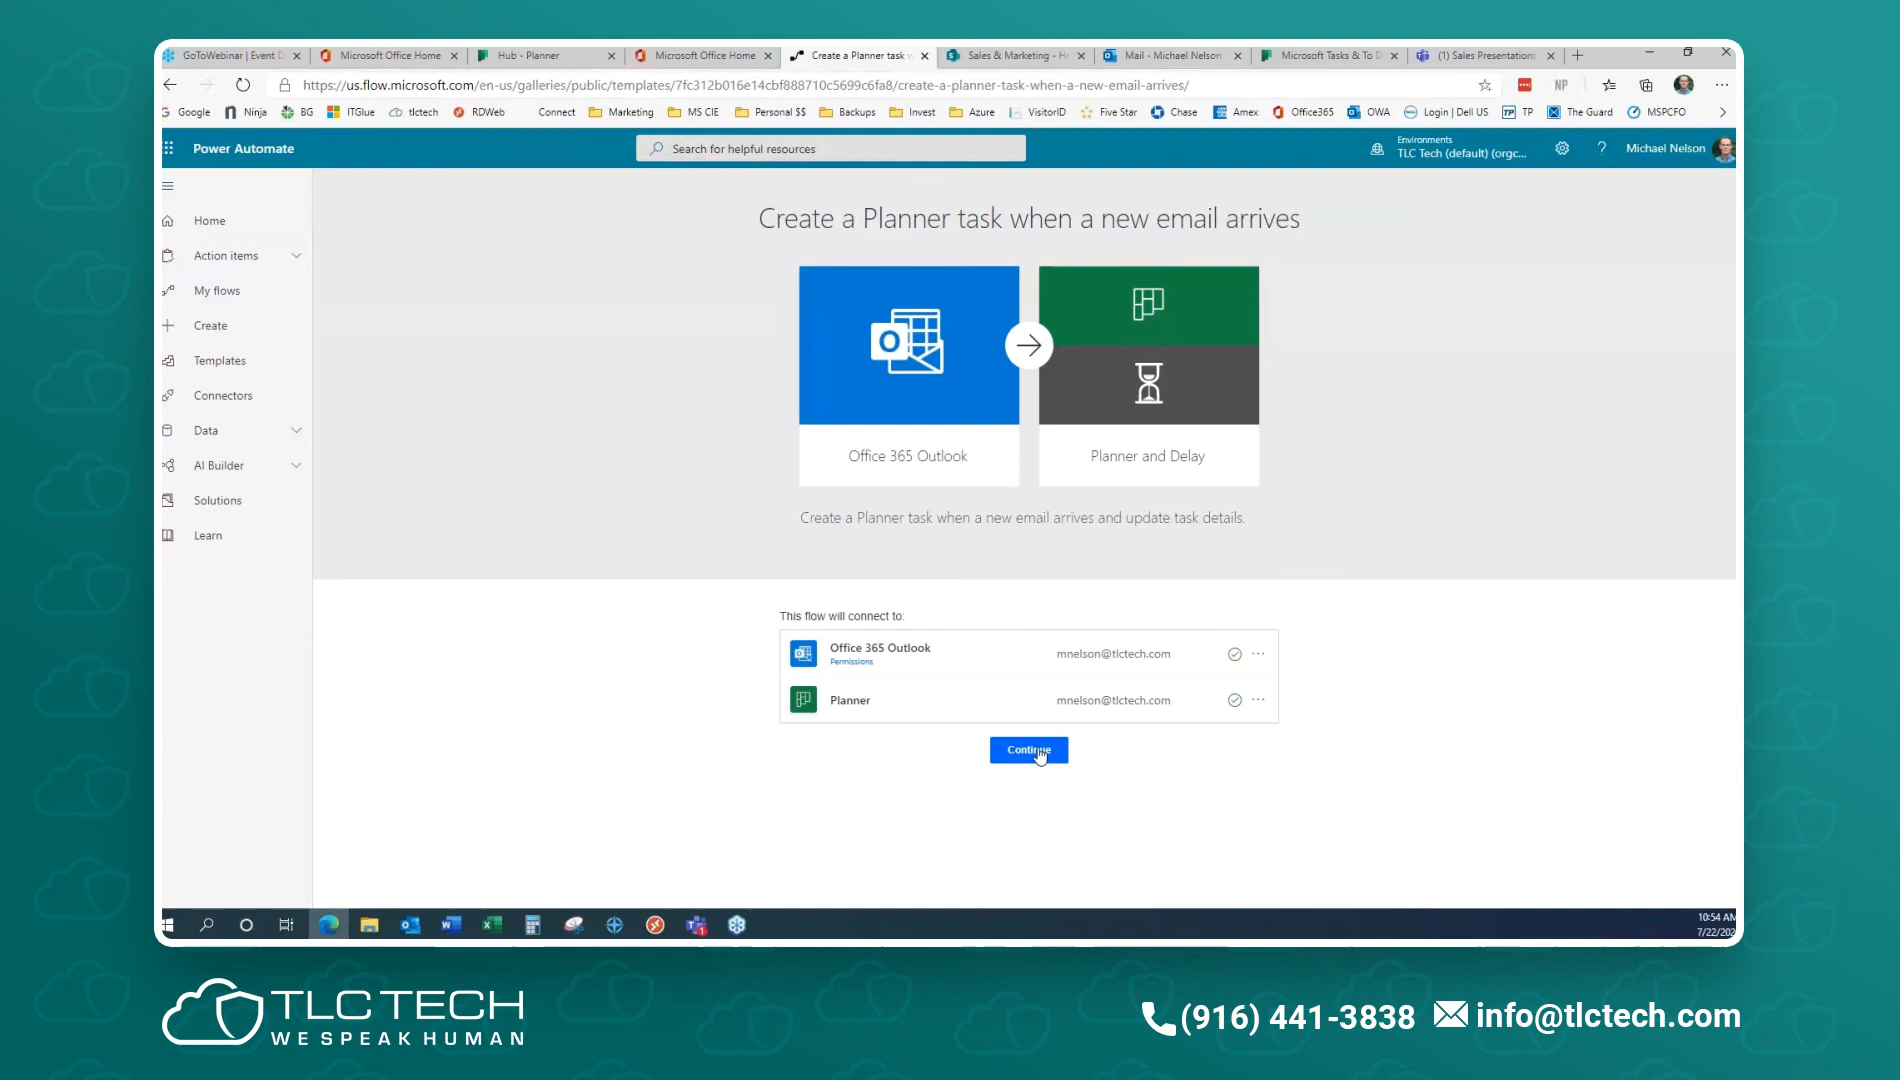 GoToWebinar | Event D
Microsoft Office Home
Hub - Planner
Microsoft Office Home
Create a Planner task w
Sales & Marketing - H
Mail - Michael Nelson
Microsoft Tasks & To D
(1) Sales Presentations
https://us.flow.microsoft.com/en-us/galleries/public/templates/7fc312b016e14cbf888710c5699c6fa8/create-a-planner-task-when-a-new-email-arrives/
NP
Google Ninja BG ITGlue tlctech RDWeb Connect Marketing MS CIE Personal $$ Backups Invest Azure VisitorID Five Star Chase Amex Office365 OWA Login | Dell US TP The Guard MSPCFO
Power Automate
Search for helpful resources
Environments
TLC Tech (default) (orgc...
?
Michael Nelson
Home
Action items
My flows
Create
Templates
Connectors
Data
AI Builder
Solutions
Learn
Create a Planner task when a new email arrives
Office 365 Outlook
Planner and Delay
Create a Planner task when a new email arrives and update task details.
This flow will connect to:
Office 365 Outlook
Permissions
mnelson@tlctech.com
Planner
mnelson@tlctech.com
Continue
10:54 AM
7/22/202
TLC TECH
WE SPEAK HUMAN
(916) 441-3838
info@tlctech.com